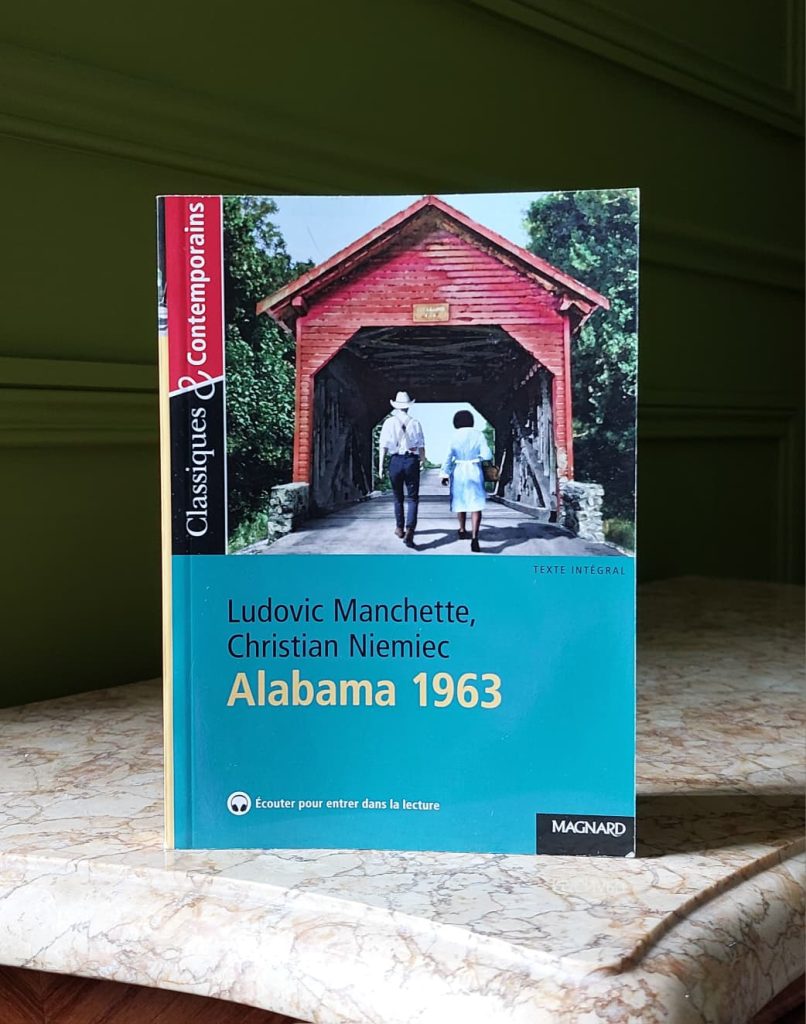 Classiques & Contemporains
TEXTE INTÉGRAL
Ludovic Manchette,
Christian Niemiec
Alabama 1963
Écouter pour entrer dans la lecture
MAGNARD